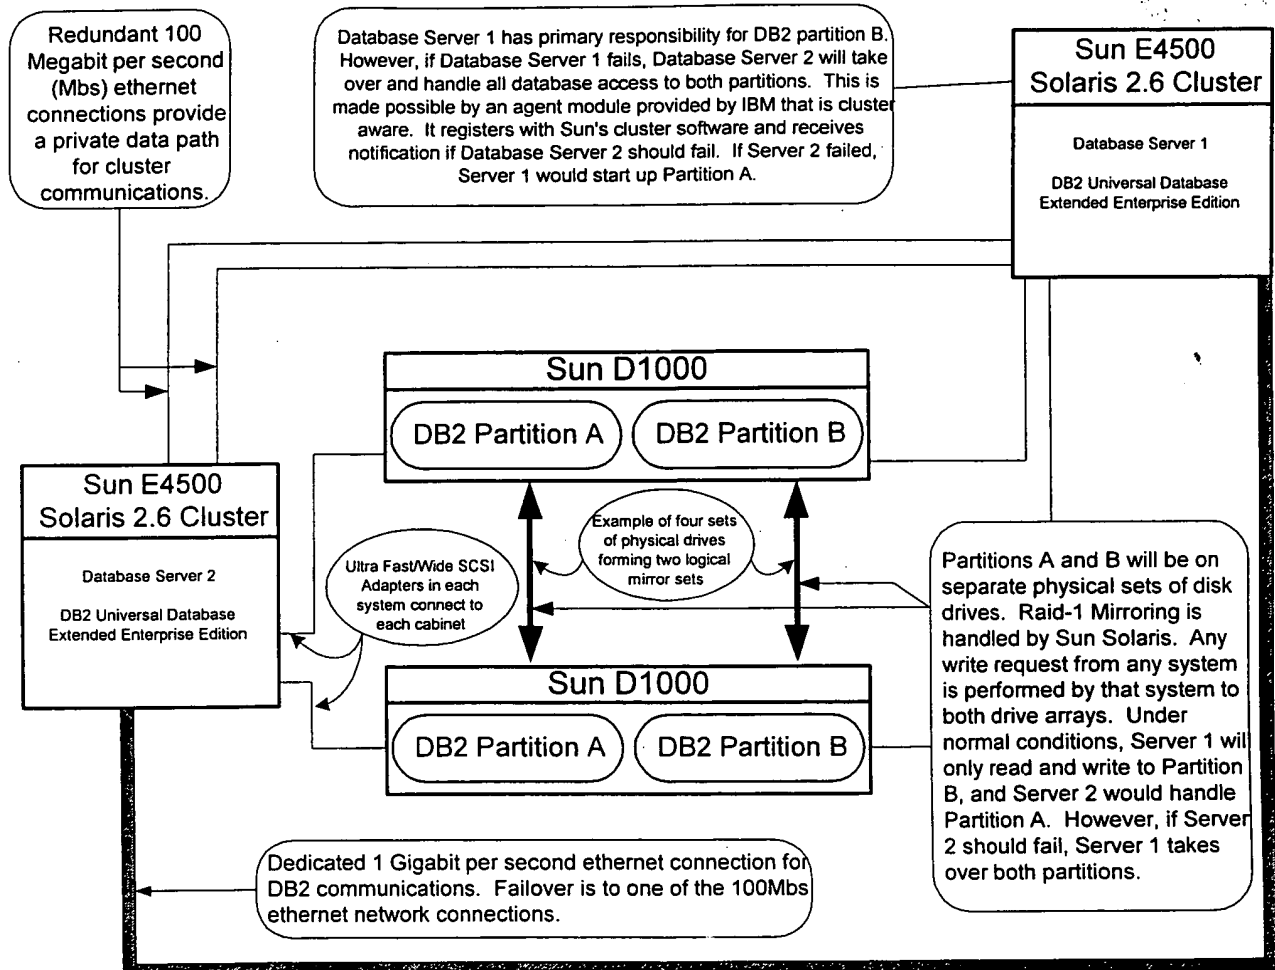 Redundant 100
Megabit per second
(Mbs) ethernet
connections provide
a private data path
for cluster
communications.
Database Server 1 has primary responsibility for DB2 partition B.
However, if Database Server 1 fails, Database Server 2 will take
over and handle all database access to both partitions. This is
made possible by an agent module provided by IBM that is cluster
aware. It registers with Sun's cluster software and receives
notification if Database Server 2 should fail. If Server 2 failed,
Server 1 would start up Partition A.
Sun E4500
Solaris 2.6 Cluster
Database Server 1
DB2 Universal Database
Extended Enterprise Edition
Sun D1000
DB2 Partition A
DB2 Partition B
Sun E4500
Solaris 2.6 Cluster
Database Server 2
DB2 Universal Database
Extended Enterprise Edition
Ultra Fast/Wide SCSI
Adapters in each
system connect to
each cabinet
Example of four sets
of physical drives
forming two logical
mirror sets
Partitions A and B will be on
separate physical sets of disk
drives. Raid-1 Mirroring is
handled by Sun Solaris. Any
write request from any system
is performed by that system to
both drive arrays. Under
normal conditions, Server 1 will
only read and write to Partition
B, and Server 2 would handle
Partition A. However, if Server
2 should fail, Server 1 takes
over both partitions.
Sun D1000
DB2 Partition A
DB2 Partition B
Dedicated 1 Gigabit per second ethernet connection for
DB2 communications. Failover is to one of the 100Mbs
ethernet network connections.